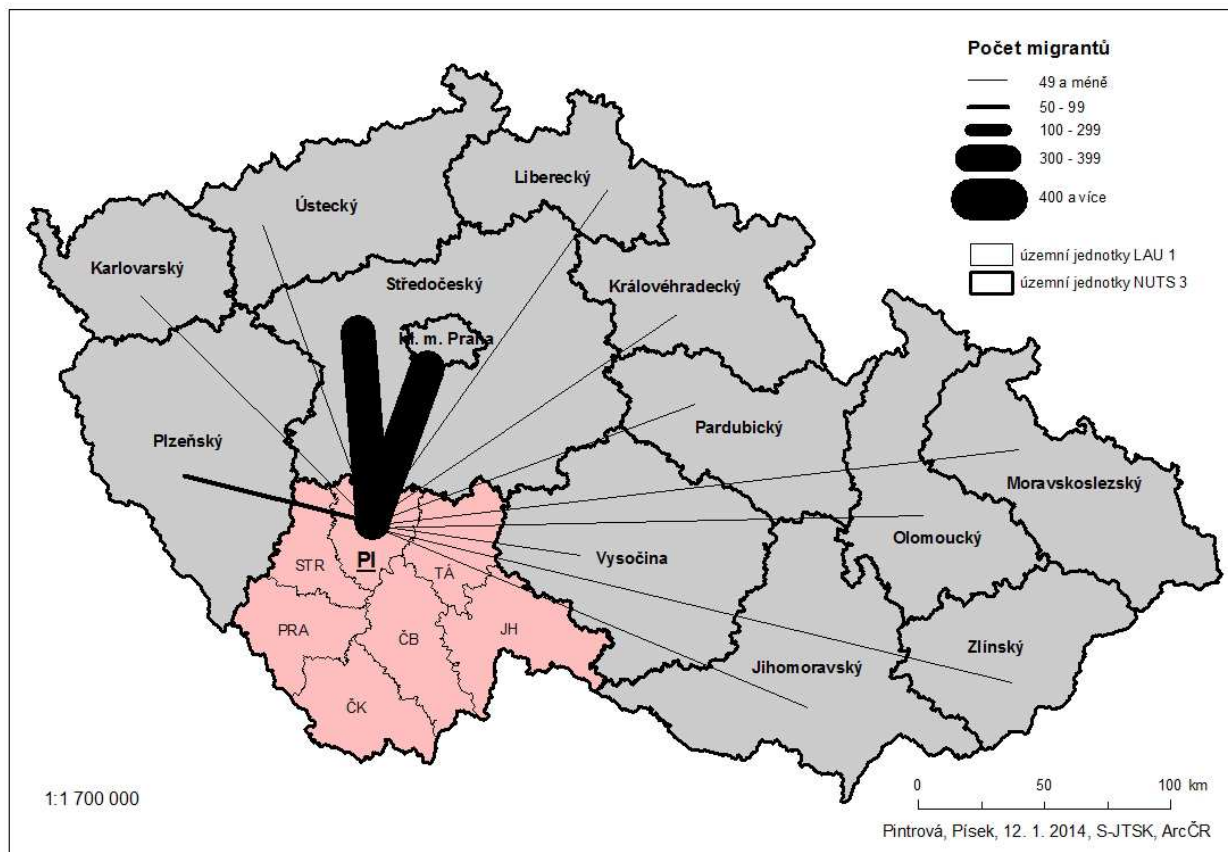 Počet migrantů
49 a méně
50 - 99
100 - 299
300 - 399
400 a více
územní jednotky LAU 1
územní jednotky NUTS 3
Liberecký
Ústecký
Karlovarský
Středočeský
Královéhradecký
hl. m. Praha
Plzeňský
Pardubický
Moravskoslezský
Olomoucký
Vysočina
PI
STR
TÁ
PRA
ČB
JH
Zlínský
Jihomoravský
ČK
1:1 700 000
0 50 100 km
Pintrová, Písek, 12. 1. 2014, S-JTSK, ArcČR